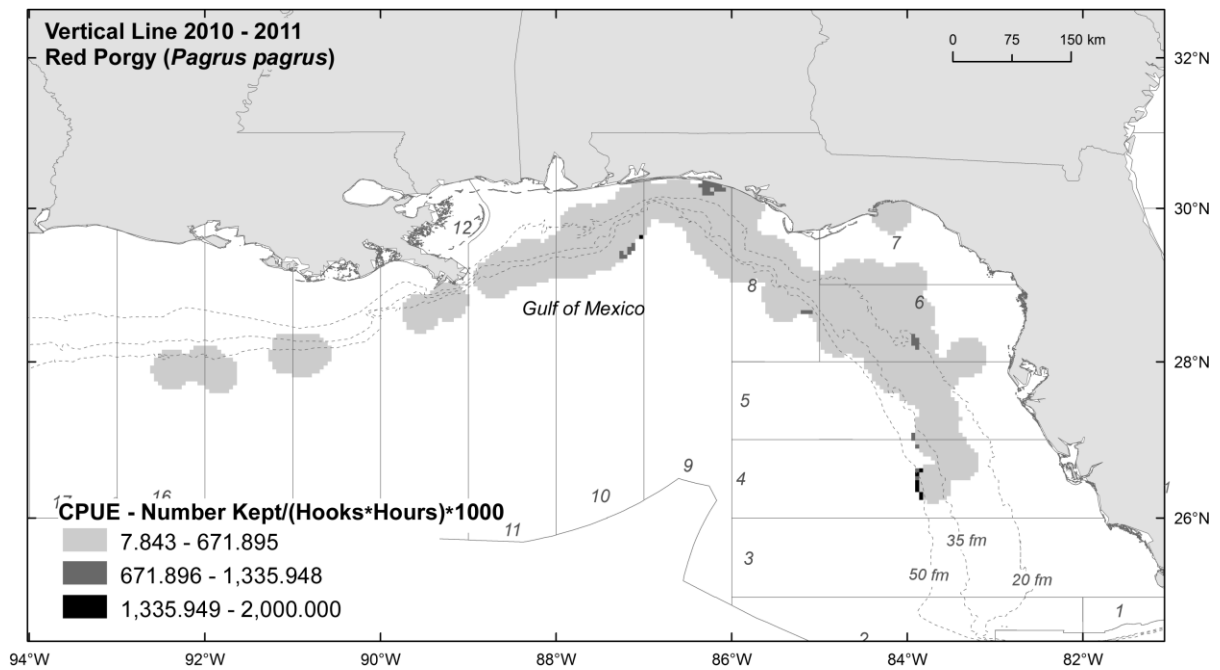 Vertical Line 2010 - 2011
Red Porgy (Pagrus pagrus)
0 75 150 km
32°N
30°N
28°N
26°N
12
7
8
6
Gulf of Mexico
5
9
4
10
17
16
11
3
35 fm
50 fm
20 fm
1
2
CPUE - Number Kept/(Hooks*Hours)*1000
7.843 - 671.895
671.896 - 1,335.948
1,335.949 - 2,000.000
94°W 92°W 90°W 88°W 86°W 84°W 82°W